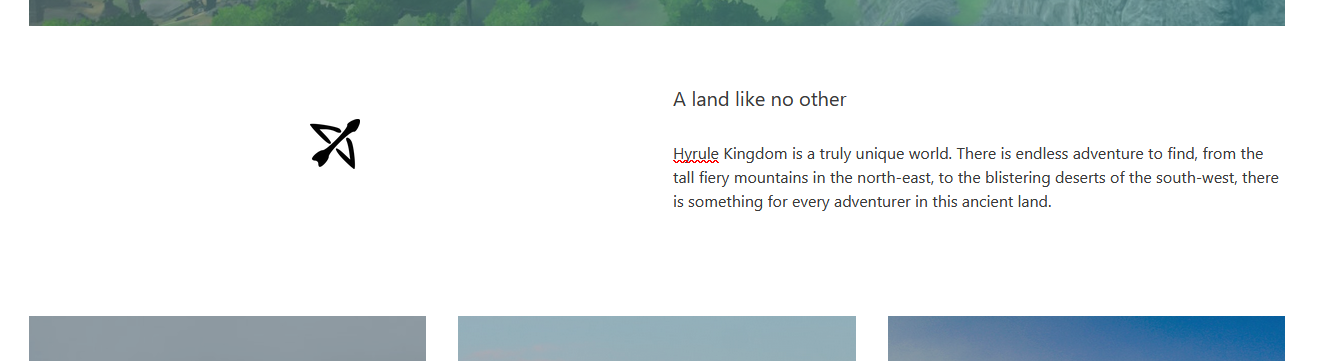 A land like no other
Hyrule Kingdom is a truly unique world. There is endless adventure to find, from the
tall fiery mountains in the north-east, to the blistering deserts of the south-west, there
is something for every adventurer in this ancient land.